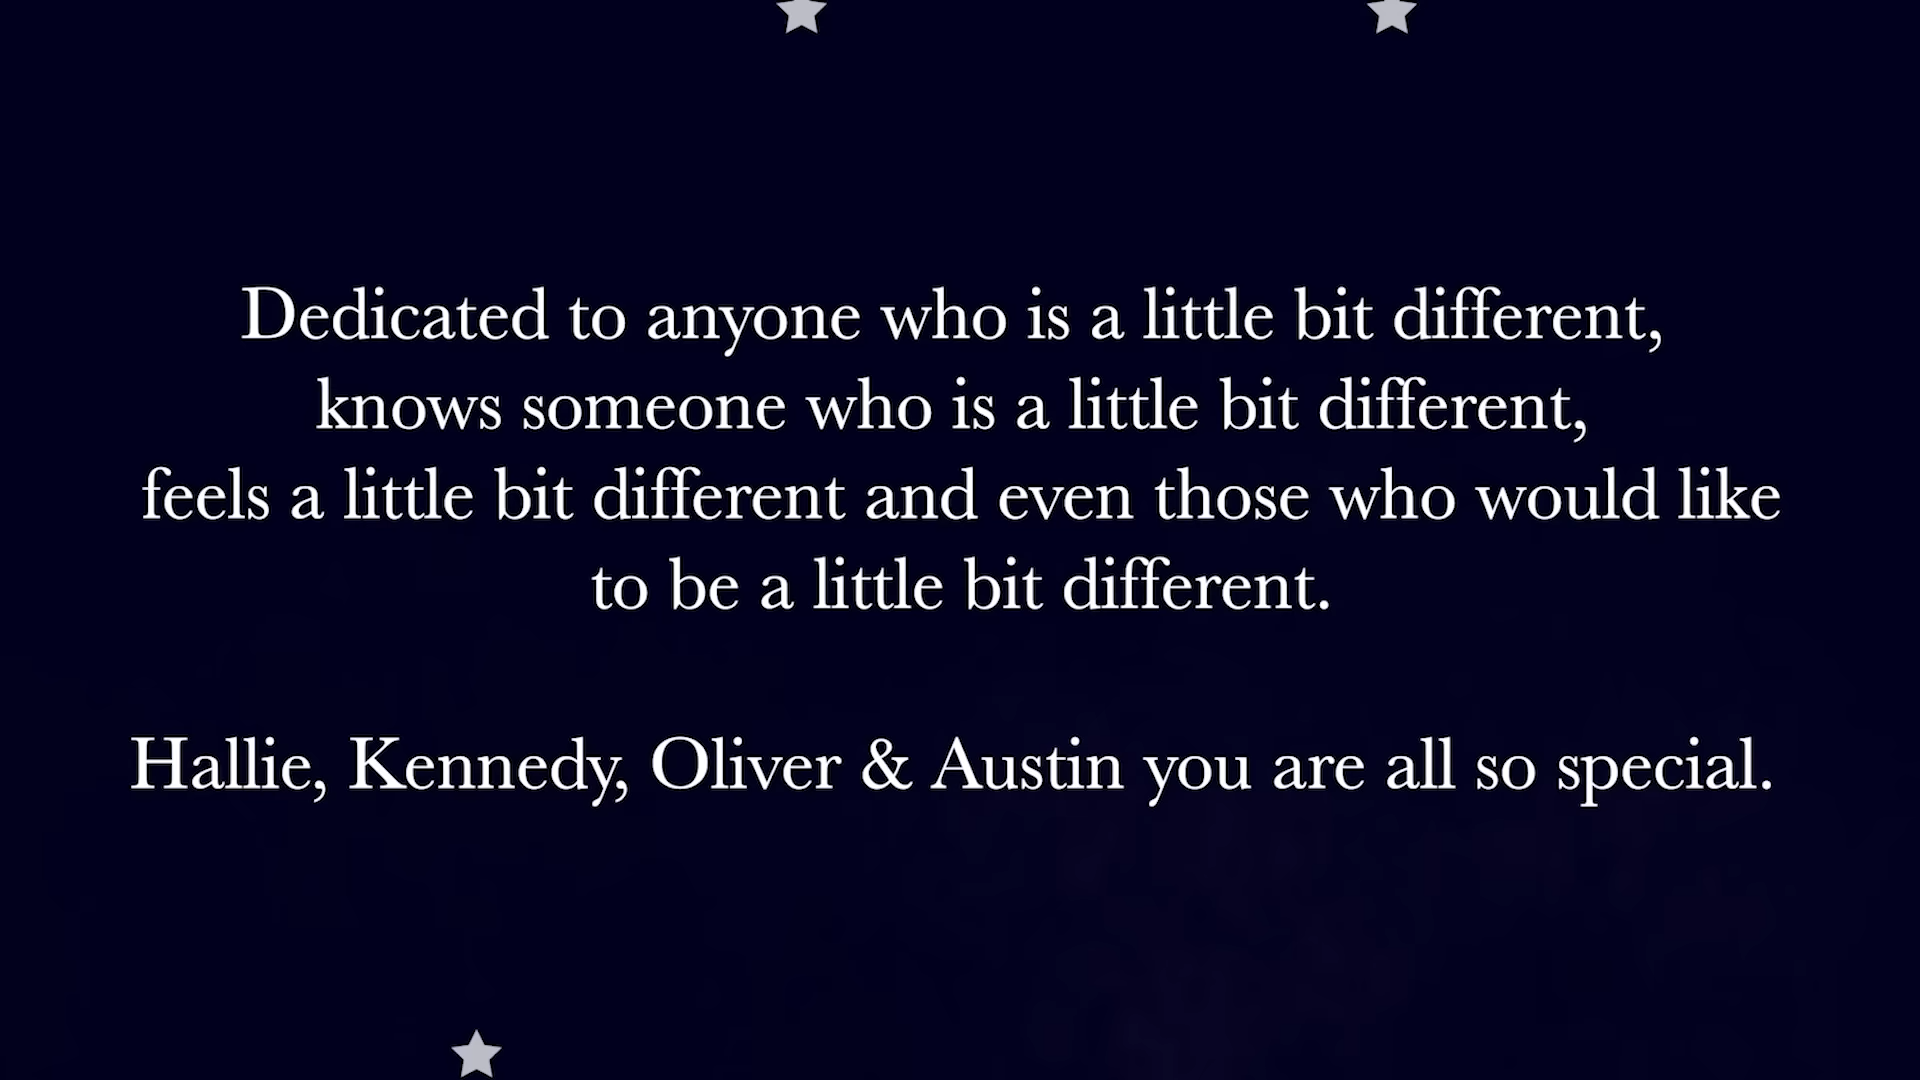 Dedicated to anyone who is a little bit different,
knows someone who is a little bit different,
feels a little bit different and even those who would like
to be a little bit different.
Hallie, Kennedy, Oliver & Austin you are all so special.